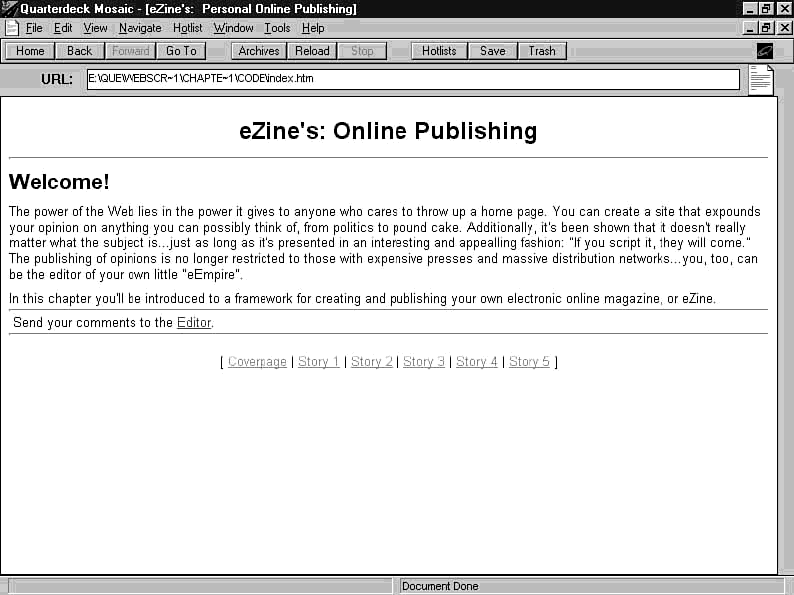 Quarterdeck Mosaic - [eZine's:  Personal Online Publishing]
File Edit View Navigate Hotlist Window Tools Help
Home Back Forward Go To Archives Reload Stop Hotlists Save Trash
URL: E:\QUE\WEBSCR~1\CHAPTE~1\CODE\index.htm
eZine's: Online Publishing
Welcome!
The power of the Web lies in the power it gives to anyone who cares to throw up a home page. You can create a site that expounds
your opinion on anything you can possibly think of, from politics to pound cake. Additionally, it's been shown that it doesn't really
matter what the subject is...just as long as it's presented in an interesting and appealling fashion: "If you script it, they will come."
The publishing of opinions is no longer restricted to those with expensive presses and massive distribution networks...you, too, can
be the editor of your own little "eEmpire".
In this chapter you'll be introduced to a framework for creating and publishing your own electronic online magazine, or eZine.
Send your comments to the Editor.
[ Coverpage | Story 1 | Story 2 | Story 3 | Story 4 | Story 5 ]
Document Done